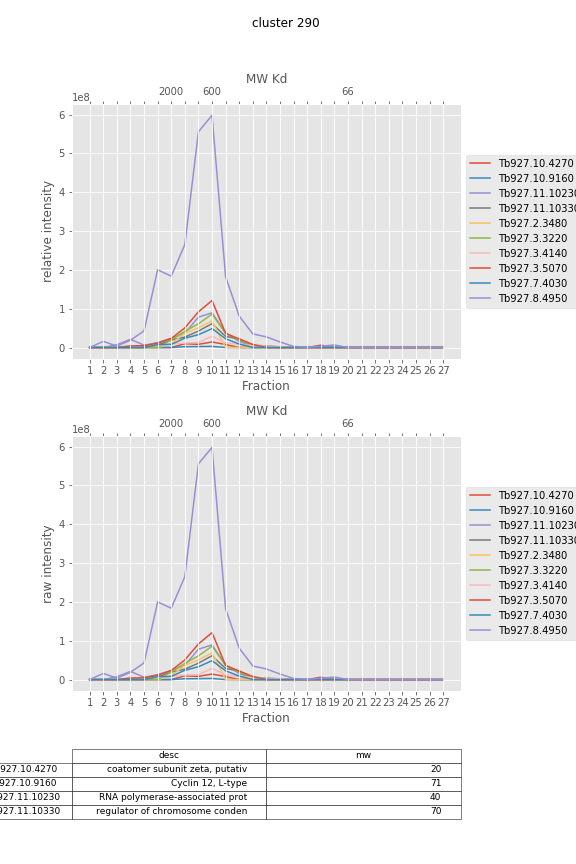 cluster 290
MW Kd
2000 600 66
1e8
6
5
4
3
2
1
0
relative intensity
1 2 3 4 5 6 7 8 9 10 11 12 13 14 15 16 17 18 19 20 21 22 23 24 25 26 27
Fraction
Tb927.10.4270
Tb927.10.9160
Tb927.11.10230
Tb927.11.10330
Tb927.2.3480
Tb927.3.3220
Tb927.3.4140
Tb927.3.5070
Tb927.7.4030
Tb927.8.4950
MW Kd
2000 600 66
1e8
6
5
4
3
2
1
0
raw intensity
1 2 3 4 5 6 7 8 9 10 11 12 13 14 15 16 17 18 19 20 21 22 23 24 25 26 27
Fraction
Tb927.10.4270
Tb927.10.9160
Tb927.11.10230
Tb927.11.10330
Tb927.2.3480
Tb927.3.3220
Tb927.3.4140
Tb927.3.5070
Tb927.7.4030
Tb927.8.4950
desc mw
927.10.4270 coatomer subunit zeta, putativ 20
927.10.9160 Cyclin 12, L-type 71
927.11.10230 RNA polymerase-associated prot 40
927.11.10330 regulator of chromosome conden 70